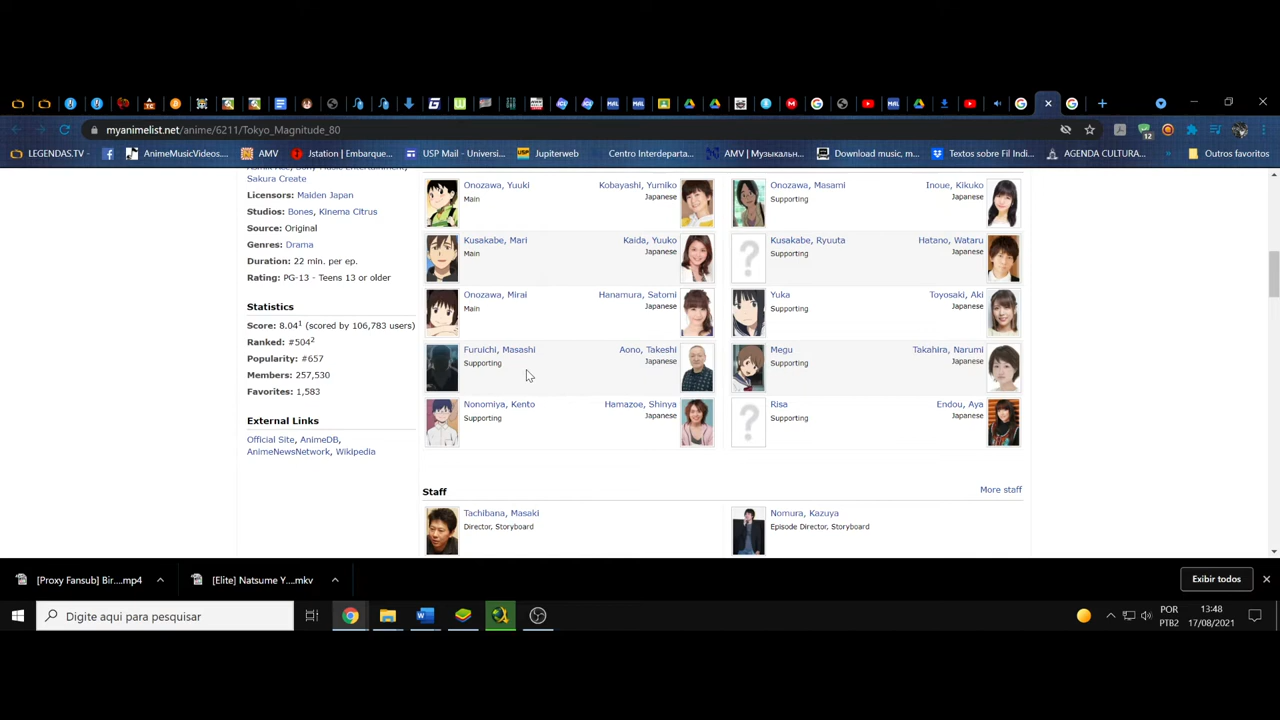 myanimelist.net/anime/6211/Tokyo_Magnitude_80
12
LEGENDAS.TV - Un...
AnimeMusicVideos...
AMV
Jstation | Embarque...
USP Mail - Universi...
Jupiterweb
Centro Interdeparta...
AMV | Музыкальн...
Download music, m...
Textos sobre Fil Indi...
AGENDA CULTURA...
»
Outros favoritos
Sakura Create
Licensors: Maiden Japan
Studios: Bones, Kinema Citrus
Source: Original
Genres: Drama
Duration: 22 min. per ep.
Rating: PG-13 - Teens 13 or older
Statistics
Score: 8.04¹ (scored by 106,783 users)
Ranked: #504²
Popularity: #657
Members: 257,530
Favorites: 1,583
External Links
Official Site, AnimeDB,
AnimeNewsNetwork, Wikipedia
Onozawa, Yuuki Kobayashi, Yumiko
Main Japanese
Onozawa, Masami Inoue, Kikuko
Supporting Japanese
Kusakabe, Mari Kaida, Yuuko
Main Japanese
Kusakabe, Ryuuta Hatano, Wataru
Supporting Japanese
Onozawa, Mirai Hanamura, Satomi
Main Japanese
Yuka Toyosaki, Aki
Supporting Japanese
Furuichi, Masashi Aono, Takeshi
Supporting Japanese
Megu Takahira, Narumi
Supporting Japanese
Nonomiya, Kento Hamazoe, Shinya
Supporting Japanese
Risa Endou, Aya
Supporting Japanese
Staff More staff
Tachibana, Masaki
Director, Storyboard
Nomura, Kazuya
Episode Director, Storyboard
[Proxy Fansub] Bir....mp4
[Elite] Natsume Y....mkv
Exibir todos
Digite aqui para pesquisar
POR
PTB2
13:48
17/08/2021